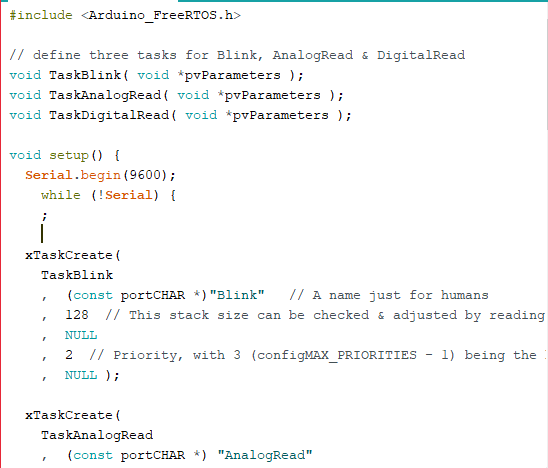 #include <Arduino_FreeRTOS.h>
// define three tasks for Blink, AnalogRead & DigitalRead
void TaskBlink( void *pvParameters );
void TaskAnalogRead( void *pvParameters );
void TaskDigitalRead( void *pvParameters );
void setup() {
Serial.begin(9600);
while (!Serial) {
;
xTaskCreate(
TaskBlink
, (const portCHAR *)"Blink" // A name just for humans
, 128 // This stack size can be checked & adjusted by reading
, NULL
, 2 // Priority, with 3 (configMAX_PRIORITIES - 1) being the
, NULL );
xTaskCreate(
TaskAnalogRead
, (const portCHAR *) "AnalogRead"